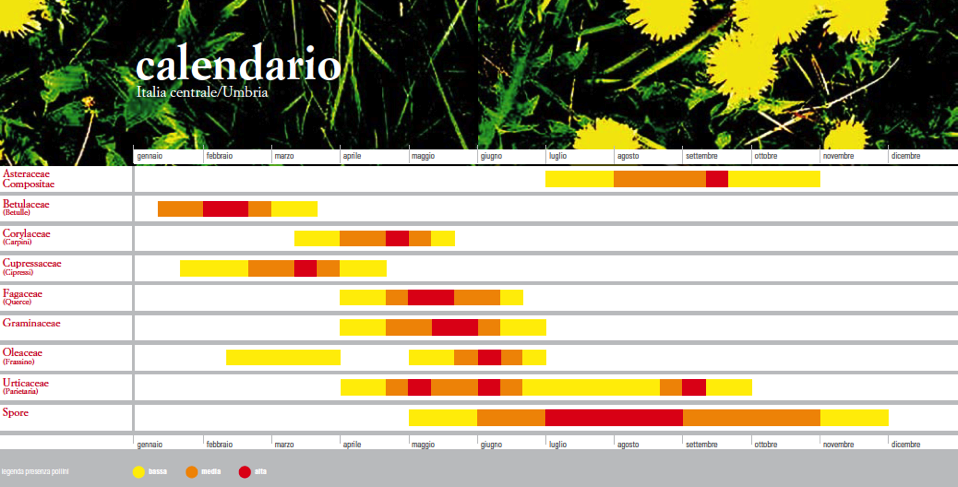 calendario
Italia centrale/Umbria
gennaio febbraio marzo aprile maggio giugno luglio agosto settembre ottobre novembre dicembre
Asteraceae
Compositae
Betulaceae
(Betulle)
Corylaceae
(Carpini)
Cupressaceae
(Cipressi)
Fagaceae
(Querce)
Graminaceae
Oleaceae
(Frassino)
Urticaceae
(Parietaria)
Spore
gennaio febbraio marzo aprile maggio giugno luglio agosto settembre ottobre novembre dicembre
legenda presenza pollini bassa media alta